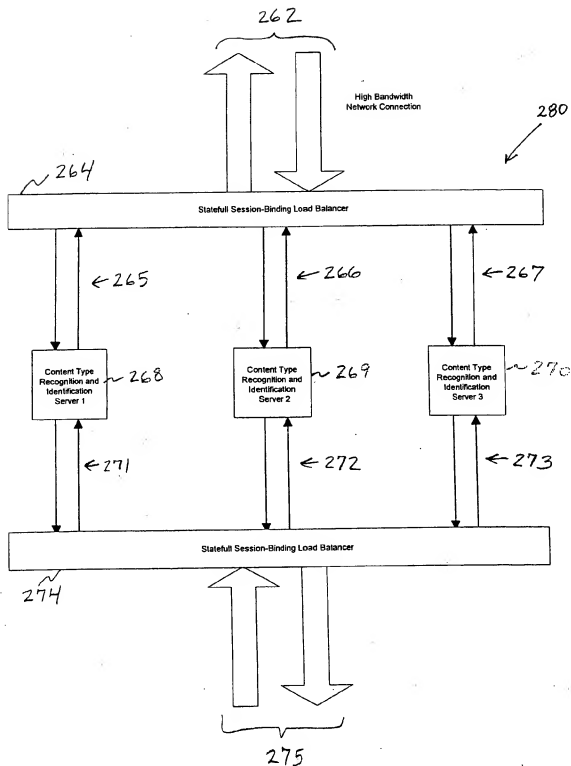 262
High Bandwidth
Network Connection
280
264
Statefull Session-Binding Load Balancer
265
266
267
Content Type
Recognition and
Identification
Server 1
268
Content Type
Recognition and
Identification
Server 2
269
Content Type
Recognition and
Identification
Server 3
270
271
272
273
Statefull Session-Binding Load Balancer
274
275